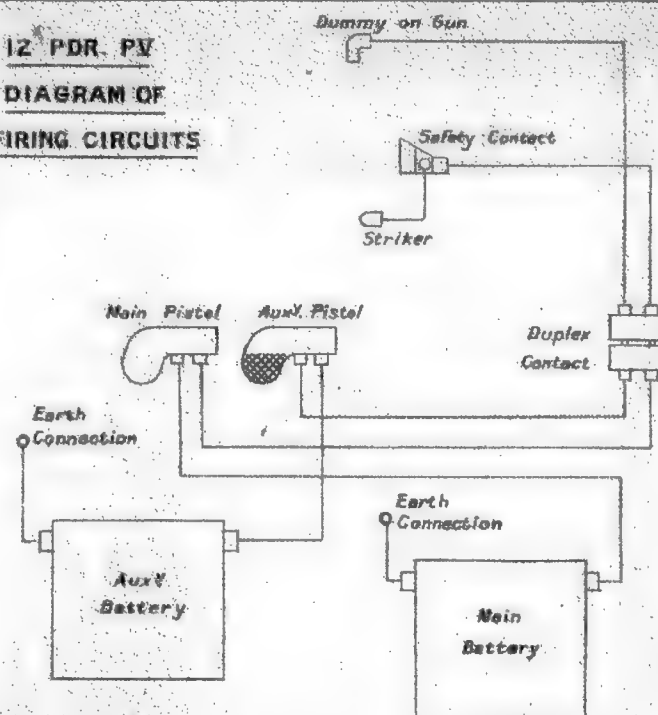 12 PDR. PV
DIAGRAM OF
FIRING CIRCUITS
Dummy on Gun
Safety Contact
Striker
Main Pistol
Aux^Y. Pistol
Duplex
Contact
Earth
Connection
Earth
Connection
Aux^Y
Battery
Main
Battery